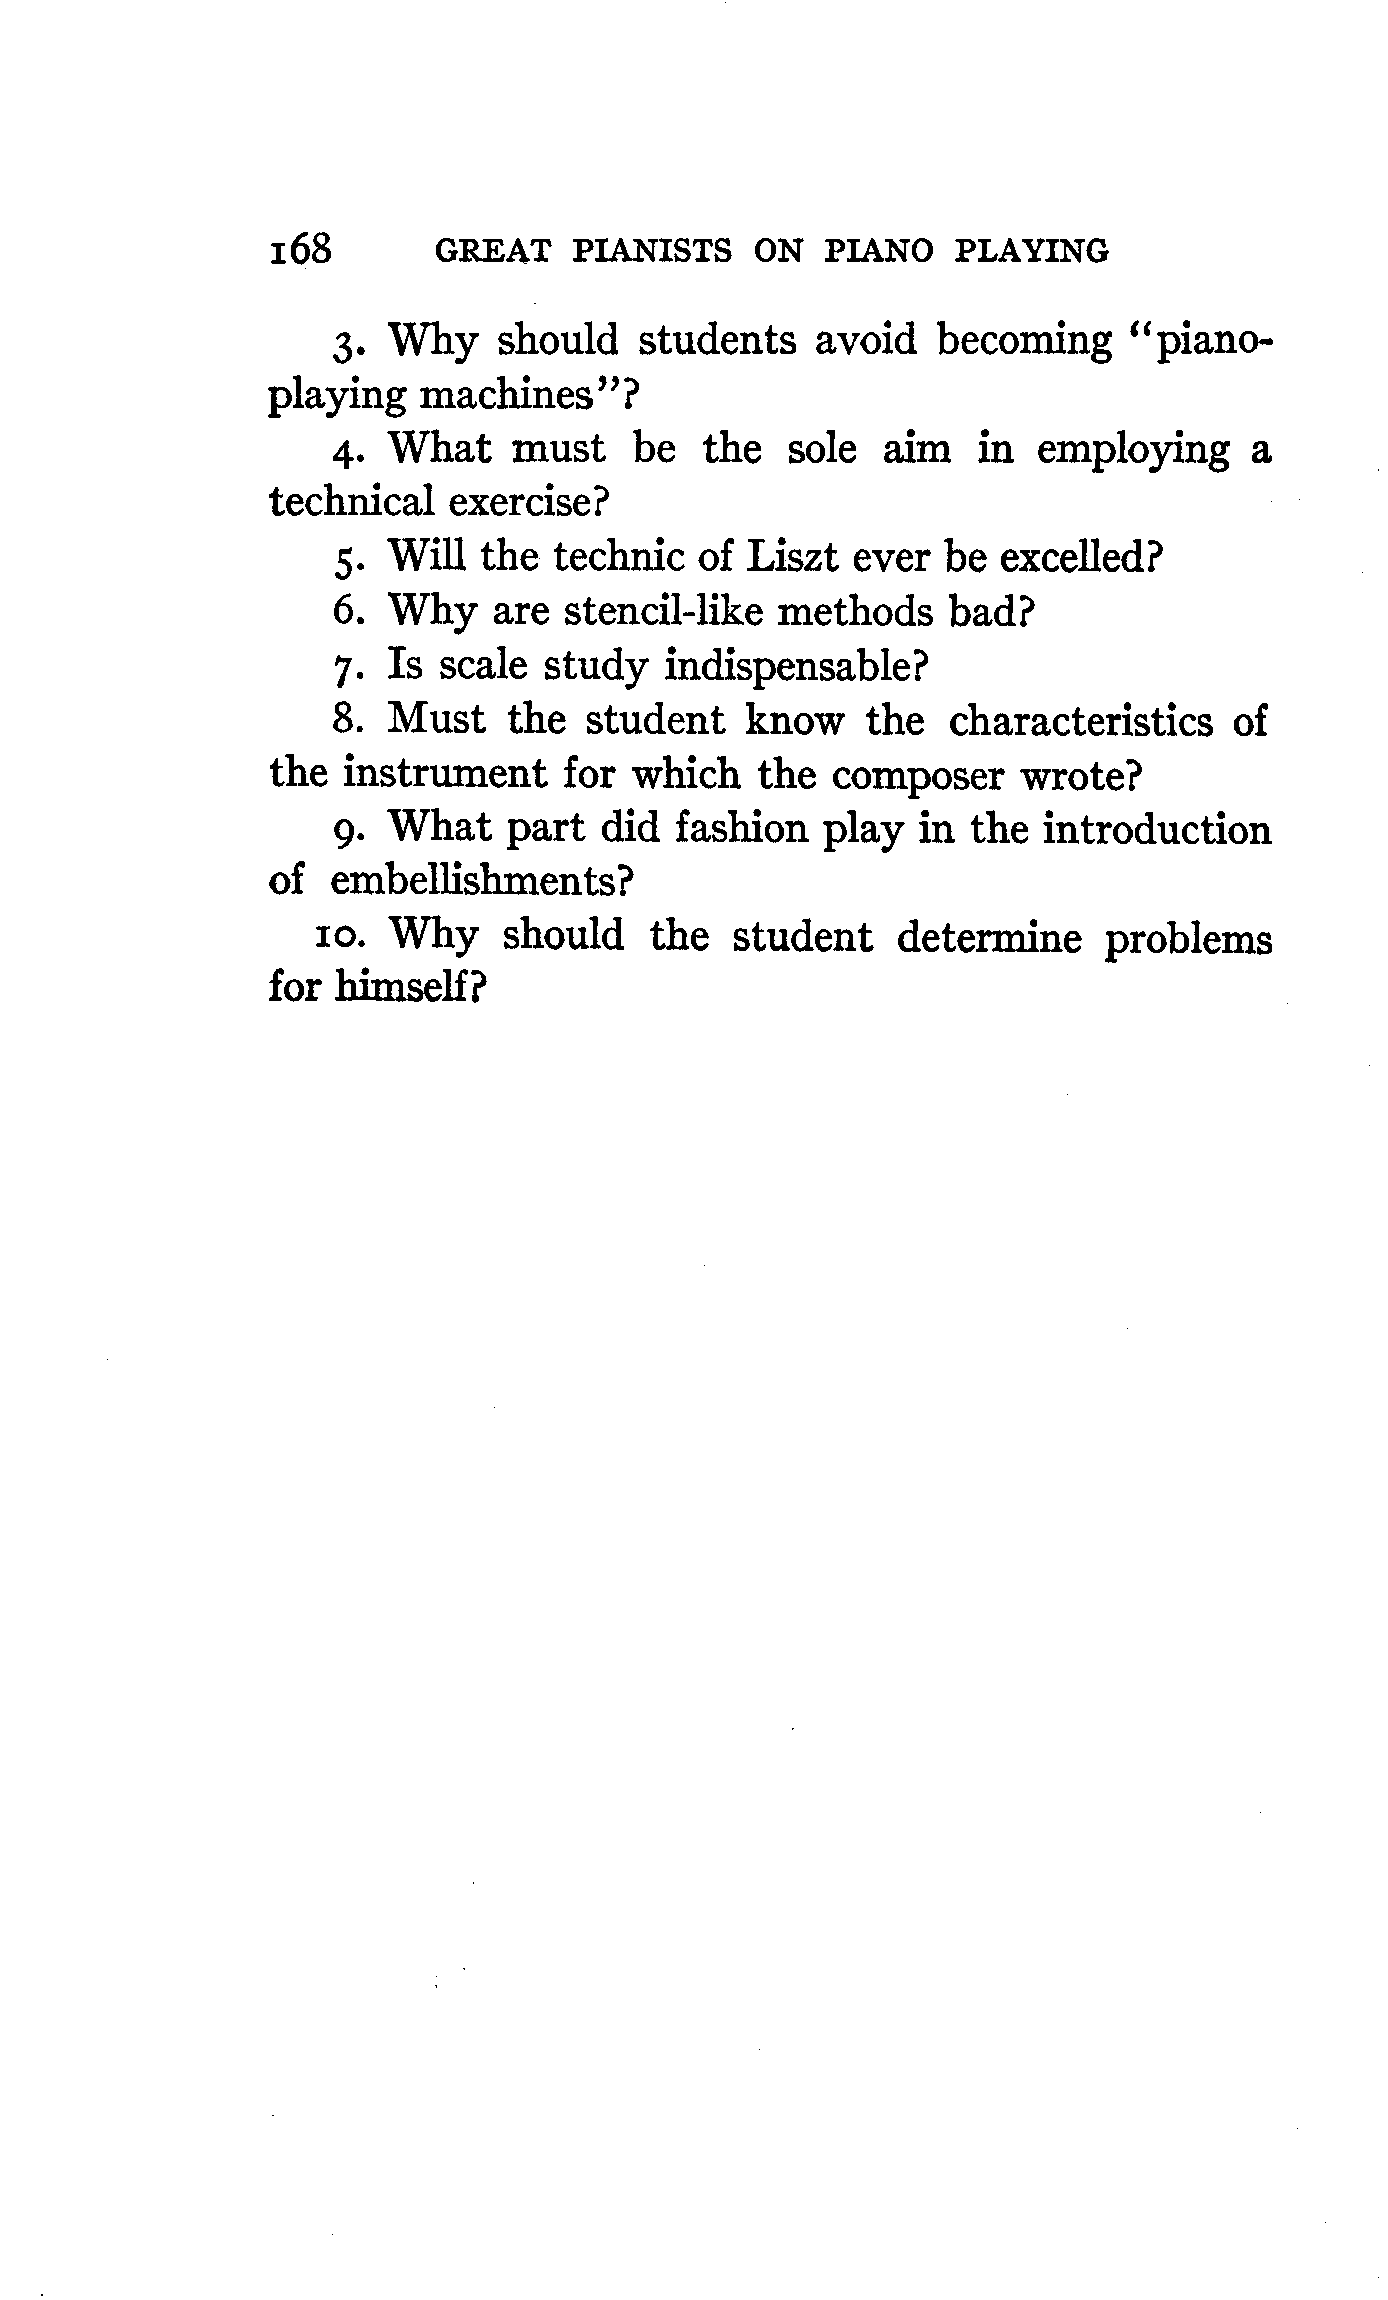 168 GREAT PIANISTS ON PIANO PLAYING
3. Why should students avoid becoming "piano-
playing machines"?
4. What must be the sole aim in employing a
technical exercise?
5. Will the technic of Liszt ever be excelled?
6. Why are stencil-like methods bad?
7. Is scale study indispensable?
8. Must the student know the characteristics of
the instrument for which the composer wrote?
9. What part did fashion play in the introduction
of embellishments?
10. Why should the student determine problems
for himself?